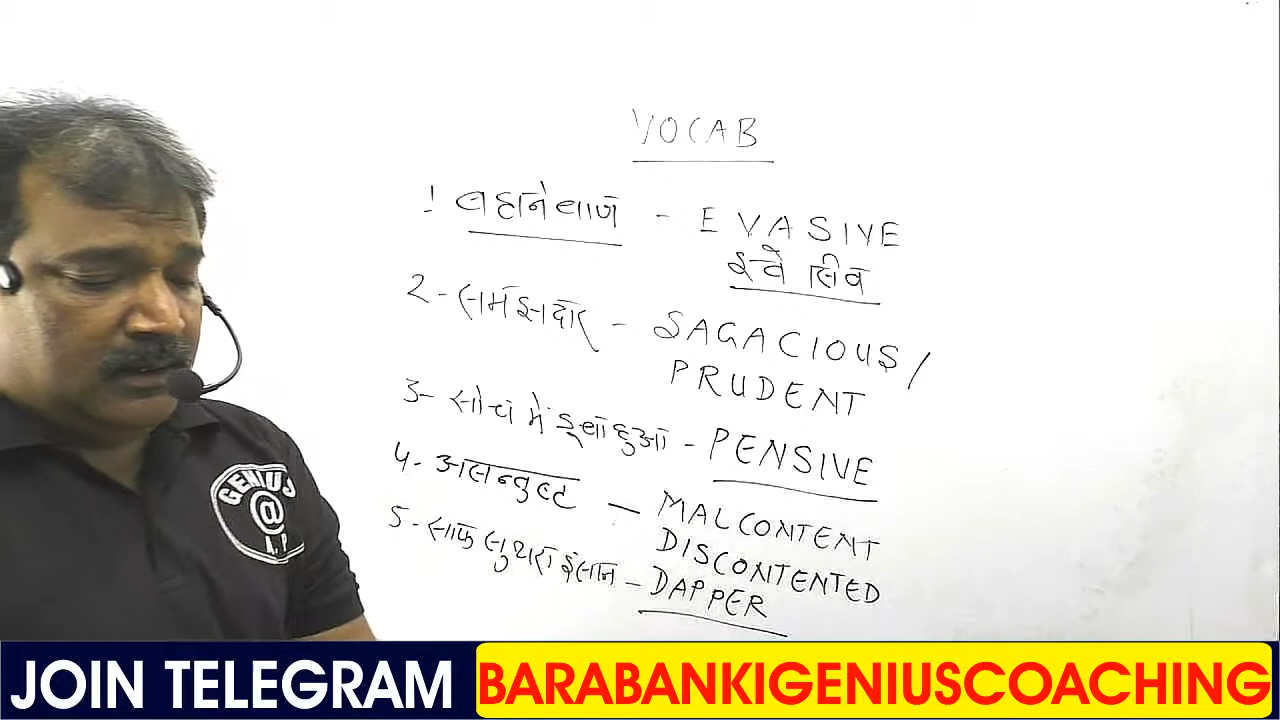 VOCAB
1 बहानेबाज - EVASIVE
इवेसिव
2- समझदार - SAGACIOUS/
PRUDENT
3- सोच में डूबा हुआ - PENSIVE
4- असन्तुष्ट — MALCONTENT
DISCONTENTED
5- साफ सुथरा इंसान - DAPPER
GENIUS
@
A.P
JOIN TELEGRAM BARABANKIGENIUSCOACHING